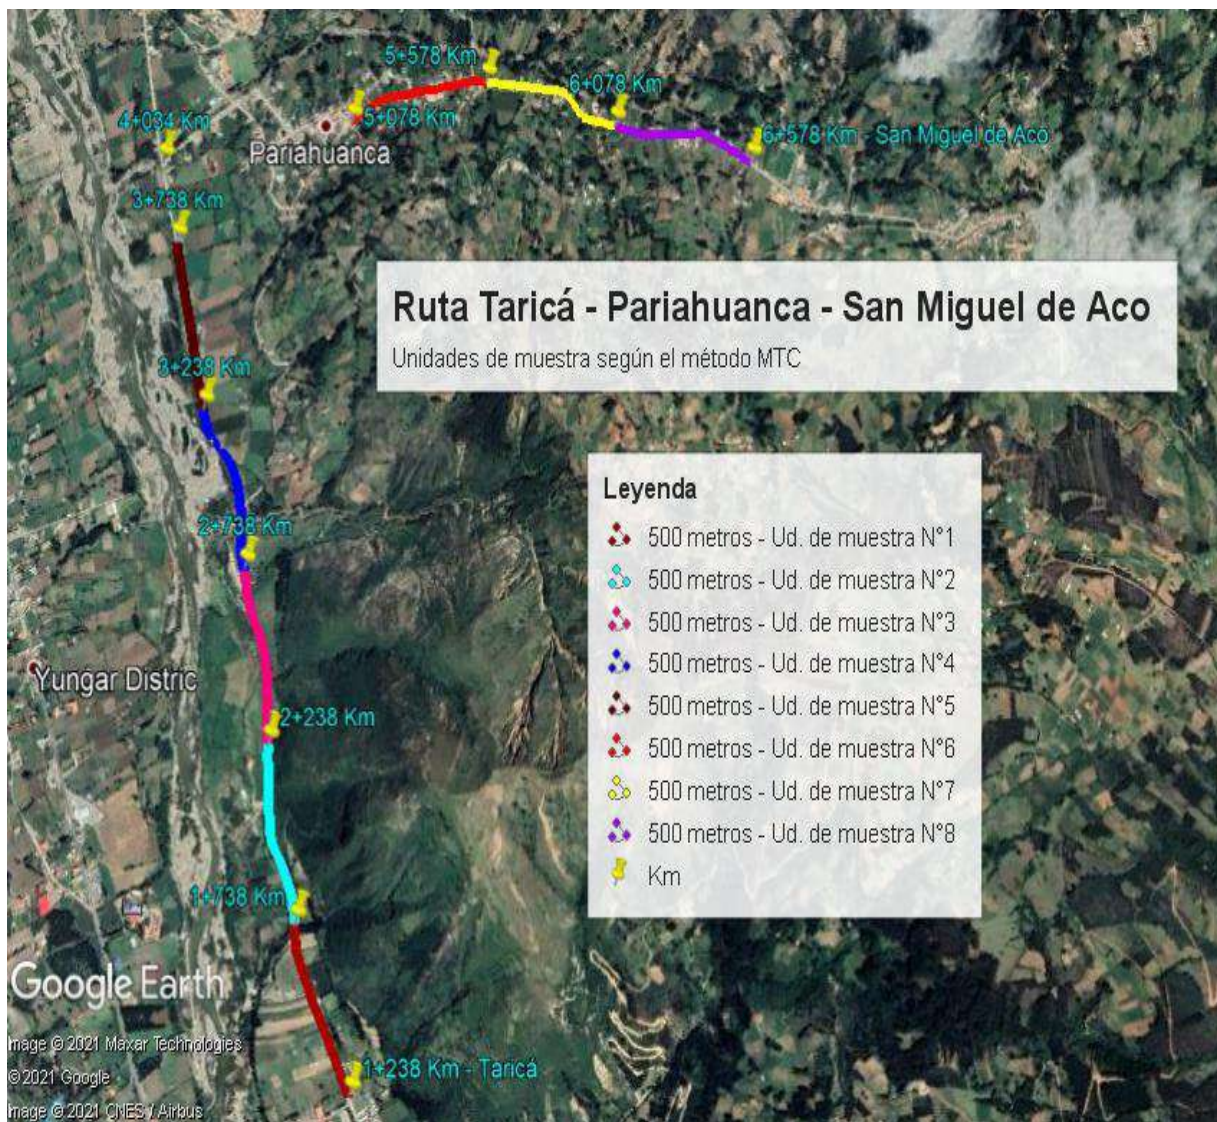 5+578 Km
6+078 Km
4+034 Km
5+078 Km
6+578 Km - San Miguel de Aco
Pariahuanca
3+738 Km
Ruta Taricá - Pariahuanca - San Miguel de Aco
Unidades de muestra según el método MTC
3+238 Km
Leyenda
500 metros - Ud. de muestra N°1
2+738 Km
500 metros - Ud. de muestra N°2
500 metros - Ud. de muestra N°3
500 metros - Ud. de muestra N°4
Yungar Distric
500 metros - Ud. de muestra N°5
2+238 Km
500 metros - Ud. de muestra N°6
500 metros - Ud. de muestra N°7
500 metros - Ud. de muestra N°8
Km
1+738 Km
Google Earth
Image © 2021 Maxar Technologies
1+238 Km - Taricá
© 2021 Google
Image © 2021 CNES / Airbus